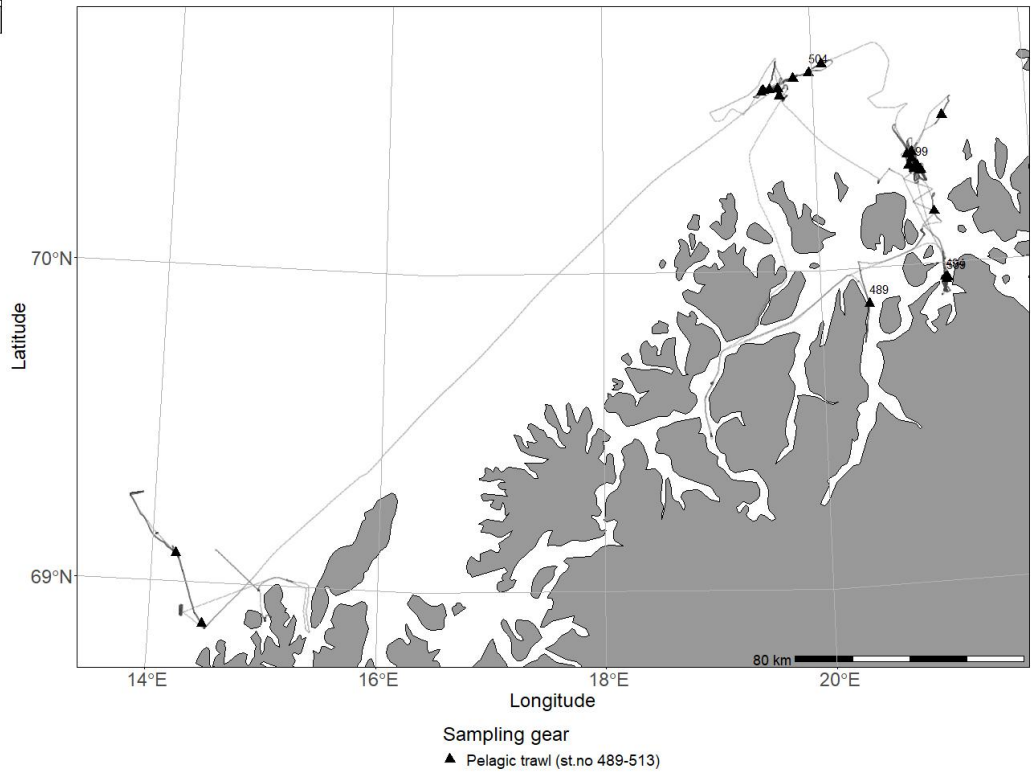 504
99
70°N
489
Latitude
69°N
80 km
14°E
16°E
18°E
20°E
Longitude
Sampling gear
Pelagic trawl (st.no 489-513)